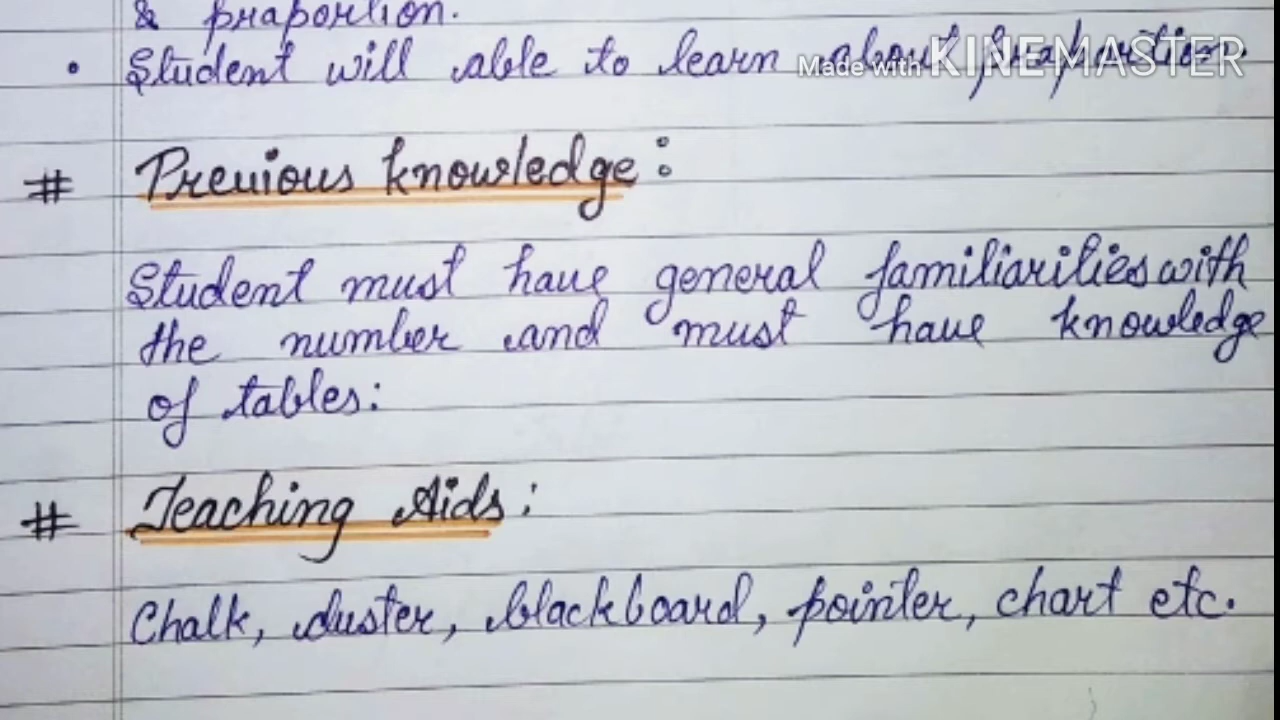 & proportion.
• Student will able to learn about proportion.
Made with KINEMASTER
# Previous knowledge:
Student must have general familiarities with
the number and must have knowledge
of tables:
# Teaching Aids:
Chalk, duster, blackboard, pointer, chart etc.